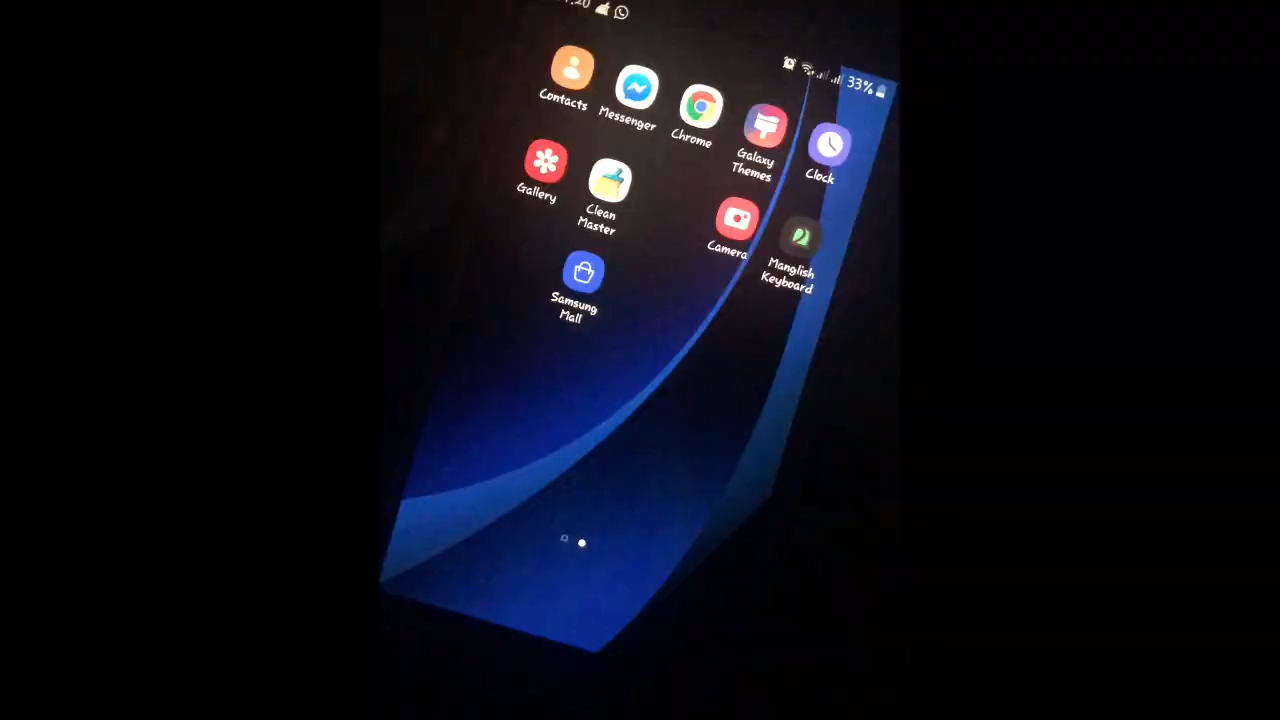 33%
Contacts
Messenger
Chrome
Galaxy
Themes
Clock
Gallery
Clean
Master
Camera
Manglish
Keyboard
Samsung
Mall